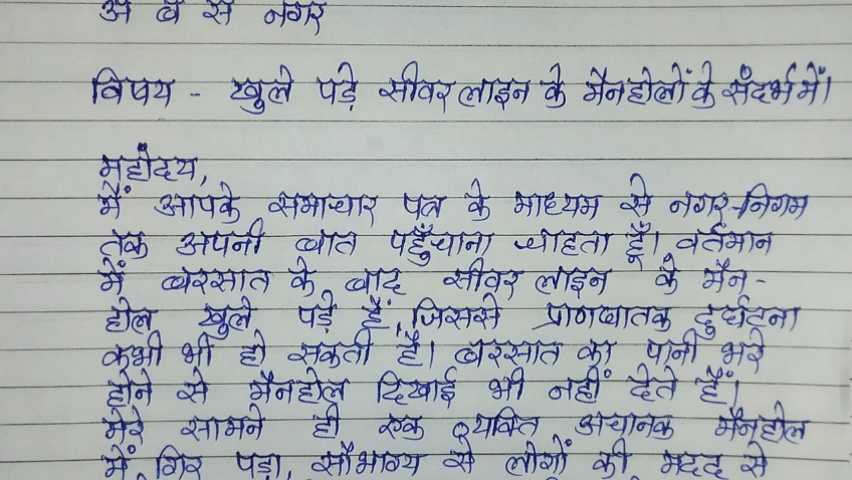 अ ब स नगर
विषय - खुले पड़े सीवर लाइन के मैनहोलों के संदर्भ में।
महोदय,
मैं आपके समाचार पत्र के माध्यम से नगर-निगम
तक अपनी बात पहुँचाना चाहता हूँ। वर्तमान
में बरसात के बाद सीवर लाइन के मैन-
होल खुले पड़े हैं, जिससे प्राणघातक दुर्घटना
कभी भी हो सकती है। बरसात का पानी भरे
होने से मैनहोल दिखाई भी नहीं देते हैं।
मेरे सामने ही एक व्यक्ति अचानक मैनहोल
में गिर पड़ा, सौभाग्य से लोगों की मदद से